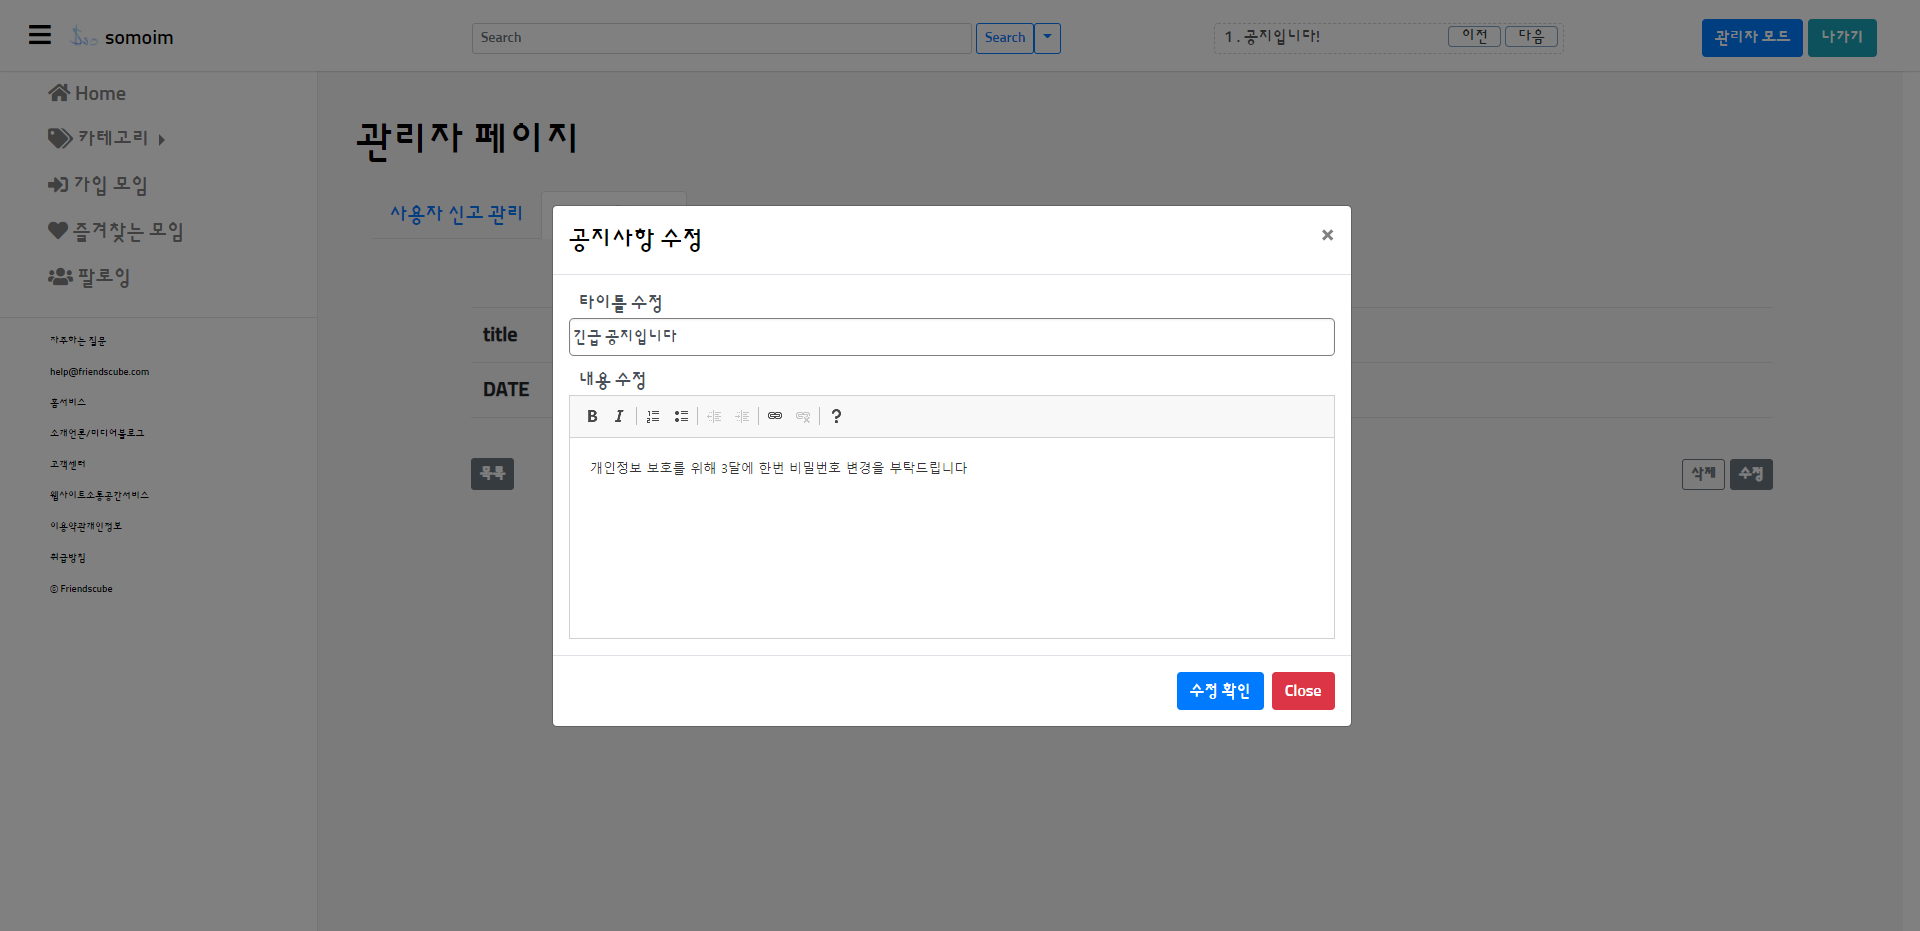 somoim
Search
Search
1 . 공지입니다!
이전
다음
관리자 모드
나가기
Home
카테고리
가입 모임
즐겨찾는 모임
팔로잉
자주하는 질문
help@friendscube.com
홈서비스
소개언론/미디어블로그
고객센터
웹사이트소통공간서비스
이용약관개인정보
취급방침
© Friendscube
관리자 페이지
사용자 신고 관리
title
DATE
목록
삭제
수정
공지사항 수정
×
타이틀 수정
긴급 공지입니다
내용 수정
B I ?
개인정보 보호를 위해 3달에 한번 비밀번호 변경을 부탁드립니다
수정 확인
Close